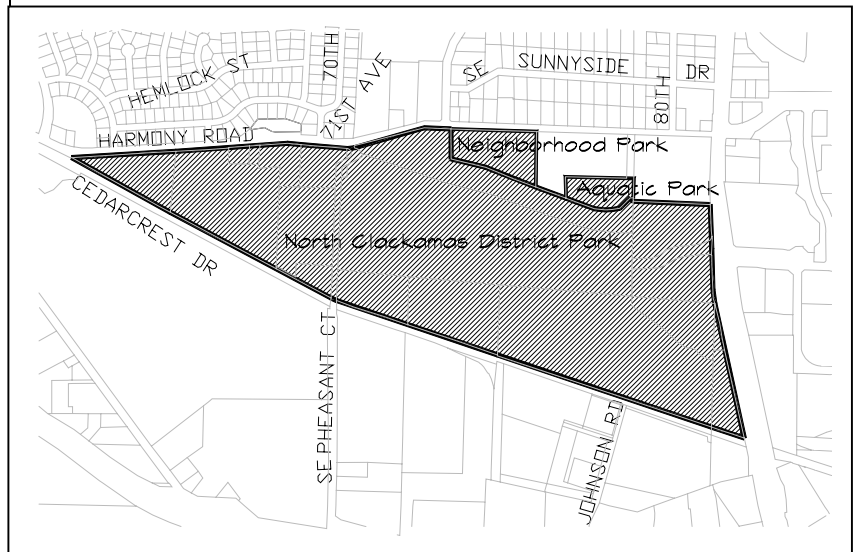 HEMLOCK ST
70TH
71ST AVE
SE SUNNYSIDE DR
80TH
HARMONY ROAD
Neighborhood Park
Aquatic Park
CEDARCREST DR
North Clackamas District Park
SE PHEASANT CT
JOHNSON RD